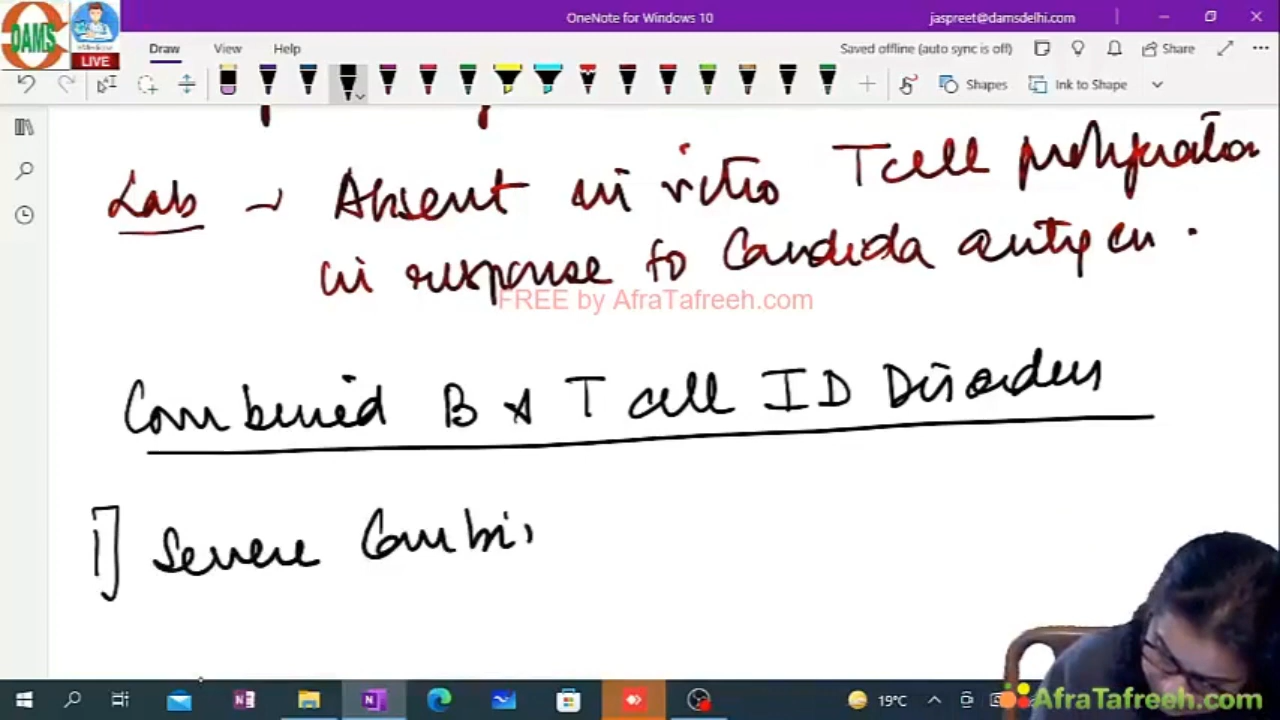 DAMS
eMedicoz
LIVE
OneNote for Windows 10
jaspreet@damsdelhi.com
Draw
View
Help
Saved offline (auto sync is off)
Share
Shapes
Ink to Shape
Lab → Absent in vitro T cell proliferation
in response to Candida antigen.
FREE by AfraTafreeh.com
Combined B & T cell ID Disorders
1] Severe Combi
19°C
AfraTafreeh.com